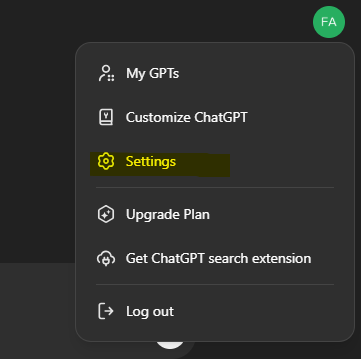 FA
My GPTs
Customize ChatGPT
Settings
Upgrade Plan
Get ChatGPT search extension
Log out